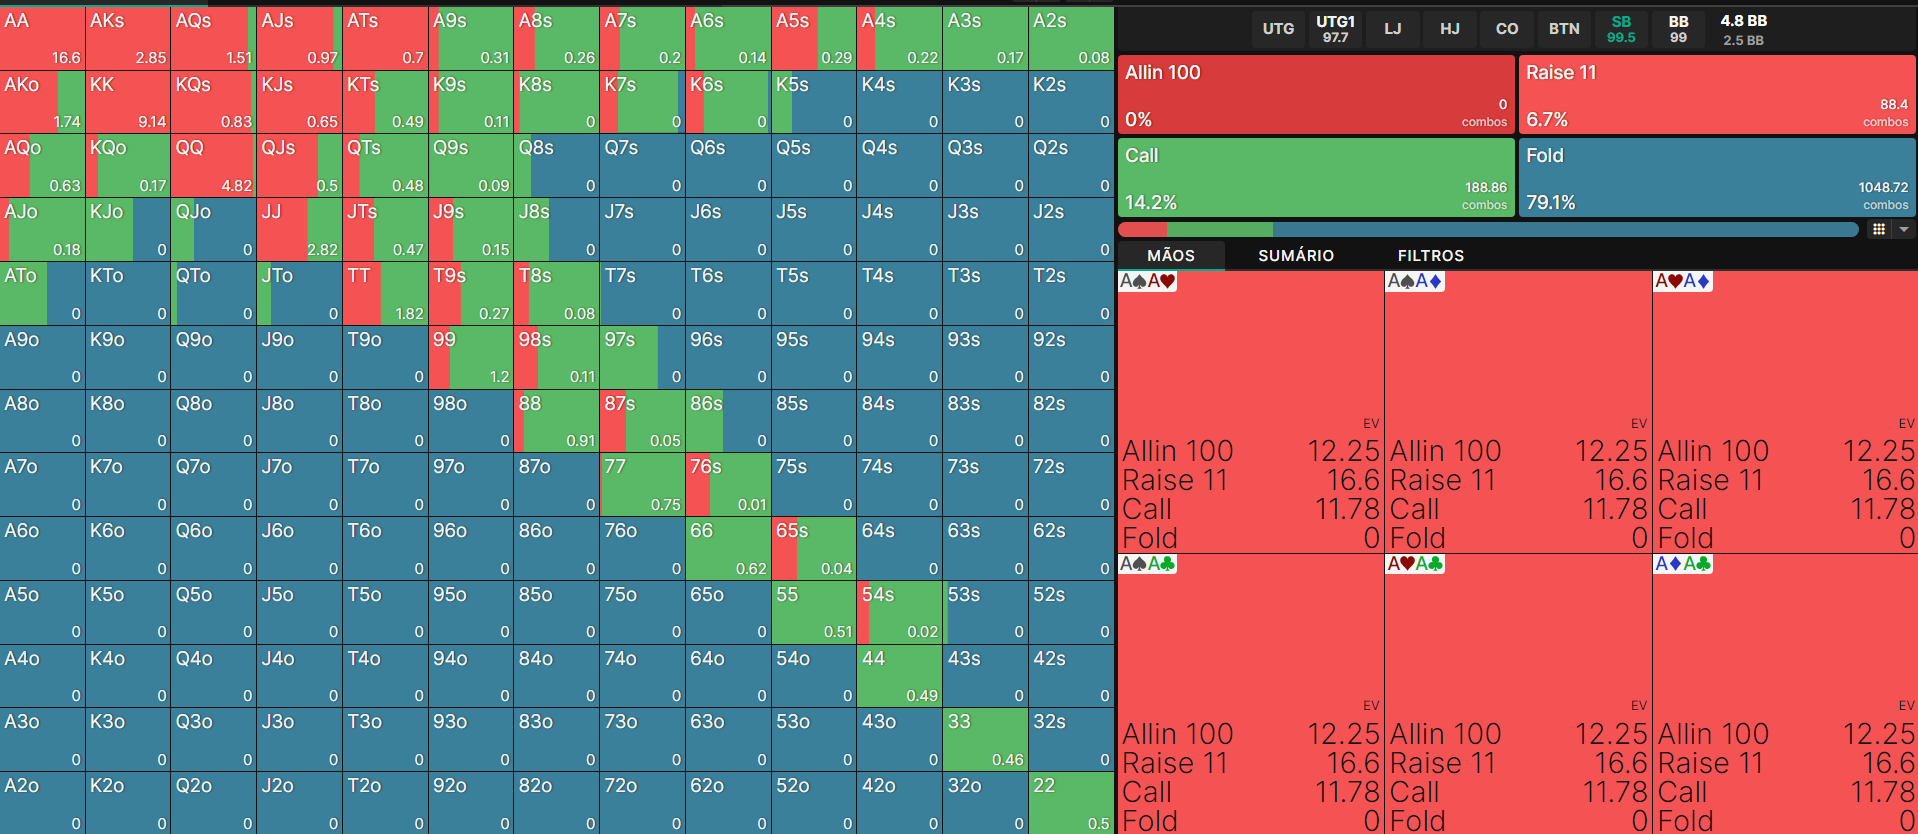 UTG UTG1 LJ HJ CO BTN SB BB 4.8 BB
97.7 99.5 99 2.5 BB
AA AKs AQs AJs ATs A9s A8s A7s A6s A5s A4s A3s A2s
16.6 2.85 1.51 0.97 0.7 0.31 0.26 0.2 0.14 0.29 0.22 0.17 0.08
AKo KK KQs KJs KTs K9s K8s K7s K6s K5s K4s K3s K2s
1.74 9.14 0.83 0.65 0.49 0.11 0 0 0 0 0 0 0
AQo KQo QQ QJs QTs Q9s Q8s Q7s Q6s Q5s Q4s Q3s Q2s
0.63 0.17 4.82 0.5 0.48 0.09 0 0 0 0 0 0 0
AJo KJo QJo JJ JTs J9s J8s J7s J6s J5s J4s J3s J2s
0.18 0 0 2.82 0.47 0.15 0 0 0 0 0 0 0
ATo KTo QTo JTo TT T9s T8s T7s T6s T5s T4s T3s T2s
0 0 0 0 1.82 0.27 0.08 0 0 0 0 0 0
A9o K9o Q9o J9o T9o 99 98s 97s 96s 95s 94s 93s 92s
0 0 0 0 0 1.2 0.11 0 0 0 0 0 0
A8o K8o Q8o J8o T8o 98o 88 87s 86s 85s 84s 83s 82s
0 0 0 0 0 0 0.91 0.05 0 0 0 0 0
A7o K7o Q7o J7o T7o 97o 87o 77 76s 75s 74s 73s 72s
0 0 0 0 0 0 0 0.75 0.01 0 0 0 0
A6o K6o Q6o J6o T6o 96o 86o 76o 66 65s 64s 63s 62s
0 0 0 0 0 0 0 0 0.62 0.04 0 0 0
A5o K5o Q5o J5o T5o 95o 85o 75o 65o 55 54s 53s 52s
0 0 0 0 0 0 0 0 0 0.51 0.02 0 0
A4o K4o Q4o J4o T4o 94o 84o 74o 64o 54o 44 43s 42s
0 0 0 0 0 0 0 0 0 0 0.49 0 0
A3o K3o Q3o J3o T3o 93o 83o 73o 63o 53o 43o 33 32s
0 0 0 0 0 0 0 0 0 0 0 0.46 0
A2o K2o Q2o J2o T2o 92o 82o 72o 62o 52o 42o 32o 22
0 0 0 0 0 0 0 0 0 0 0 0 0.5
Allin 100 Raise 11
0 88.4
0% combos 6.7% combos
Call Fold
188.86 1048.72
14.2% combos 79.1% combos
MÃOS SUMÁRIO FILTROS
A♠A♥ A♠A♦ A♥A♦
EV EV EV
Allin 100 12.25 Allin 100 12.25 Allin 100 12.25
Raise 11 16.6 Raise 11 16.6 Raise 11 16.6
Call 11.78 Call 11.78 Call 11.78
Fold 0 Fold 0 Fold 0
A♠A♣ A♥A♣ A♦A♣
EV EV EV
Allin 100 12.25 Allin 100 12.25 Allin 100 12.25
Raise 11 16.6 Raise 11 16.6 Raise 11 16.6
Call 11.78 Call 11.78 Call 11.78
Fold 0 Fold 0 Fold 0